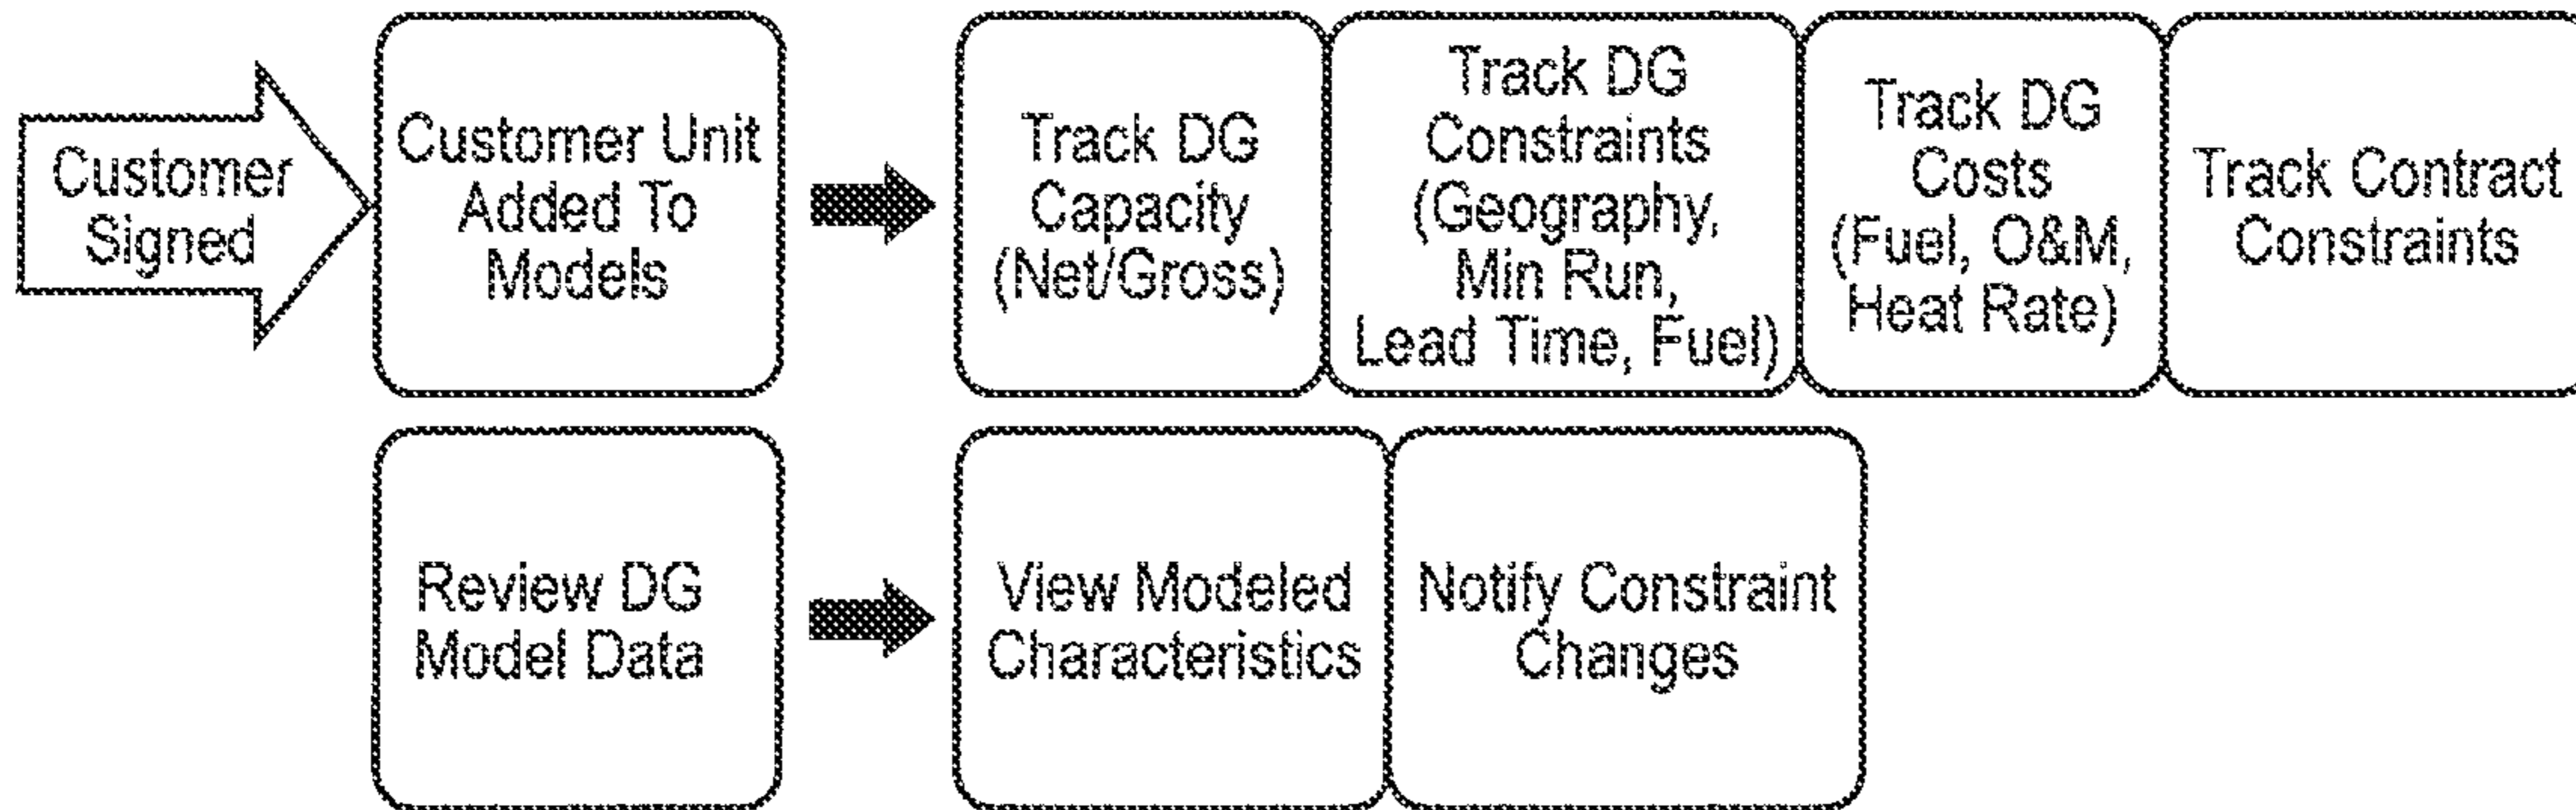 Customer
Signed
Customer Unit
Added To
Models
Track DG
Capacity
(Net/Gross)
Track DG
Constraints
(Geography,
Min Run,
Lead Time, Fuel)
Track DG
Costs
(Fuel, O&M,
Heat Rate)
Track Contract
Constraints
Review DG
Model Data
View Modeled
Characteristics
Notify Constraint
Changes